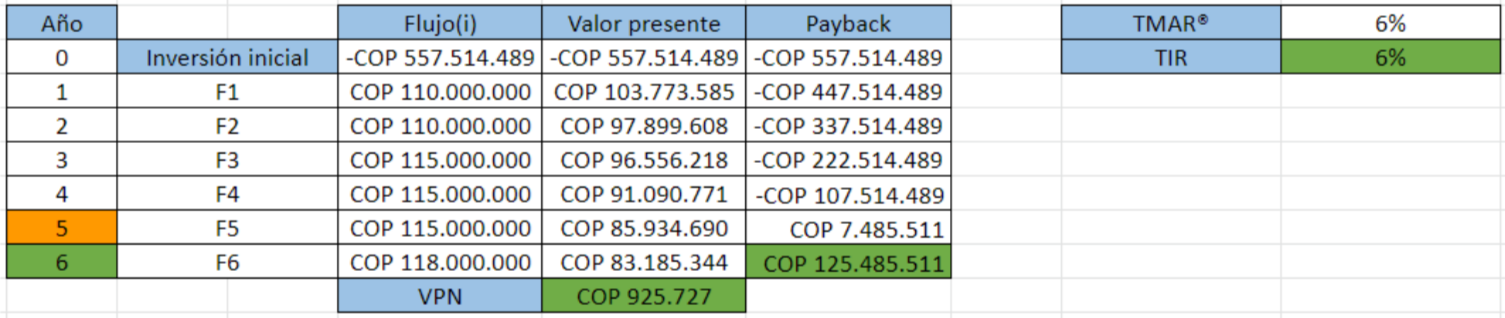 Año Flujo(i) Valor presente Payback TMAR® 6%
0 Inversión inicial -COP 557.514.489 -COP 557.514.489 -COP 557.514.489 TIR 6%
1 F1 COP 110.000.000 COP 103.773.585 -COP 447.514.489
2 F2 COP 110.000.000 COP 97.899.608 -COP 337.514.489
3 F3 COP 115.000.000 COP 96.556.218 -COP 222.514.489
4 F4 COP 115.000.000 COP 91.090.771 -COP 107.514.489
5 F5 COP 115.000.000 COP 85.934.690 COP 7.485.511
6 F6 COP 118.000.000 COP 83.185.344 COP 125.485.511
VPN COP 925.727